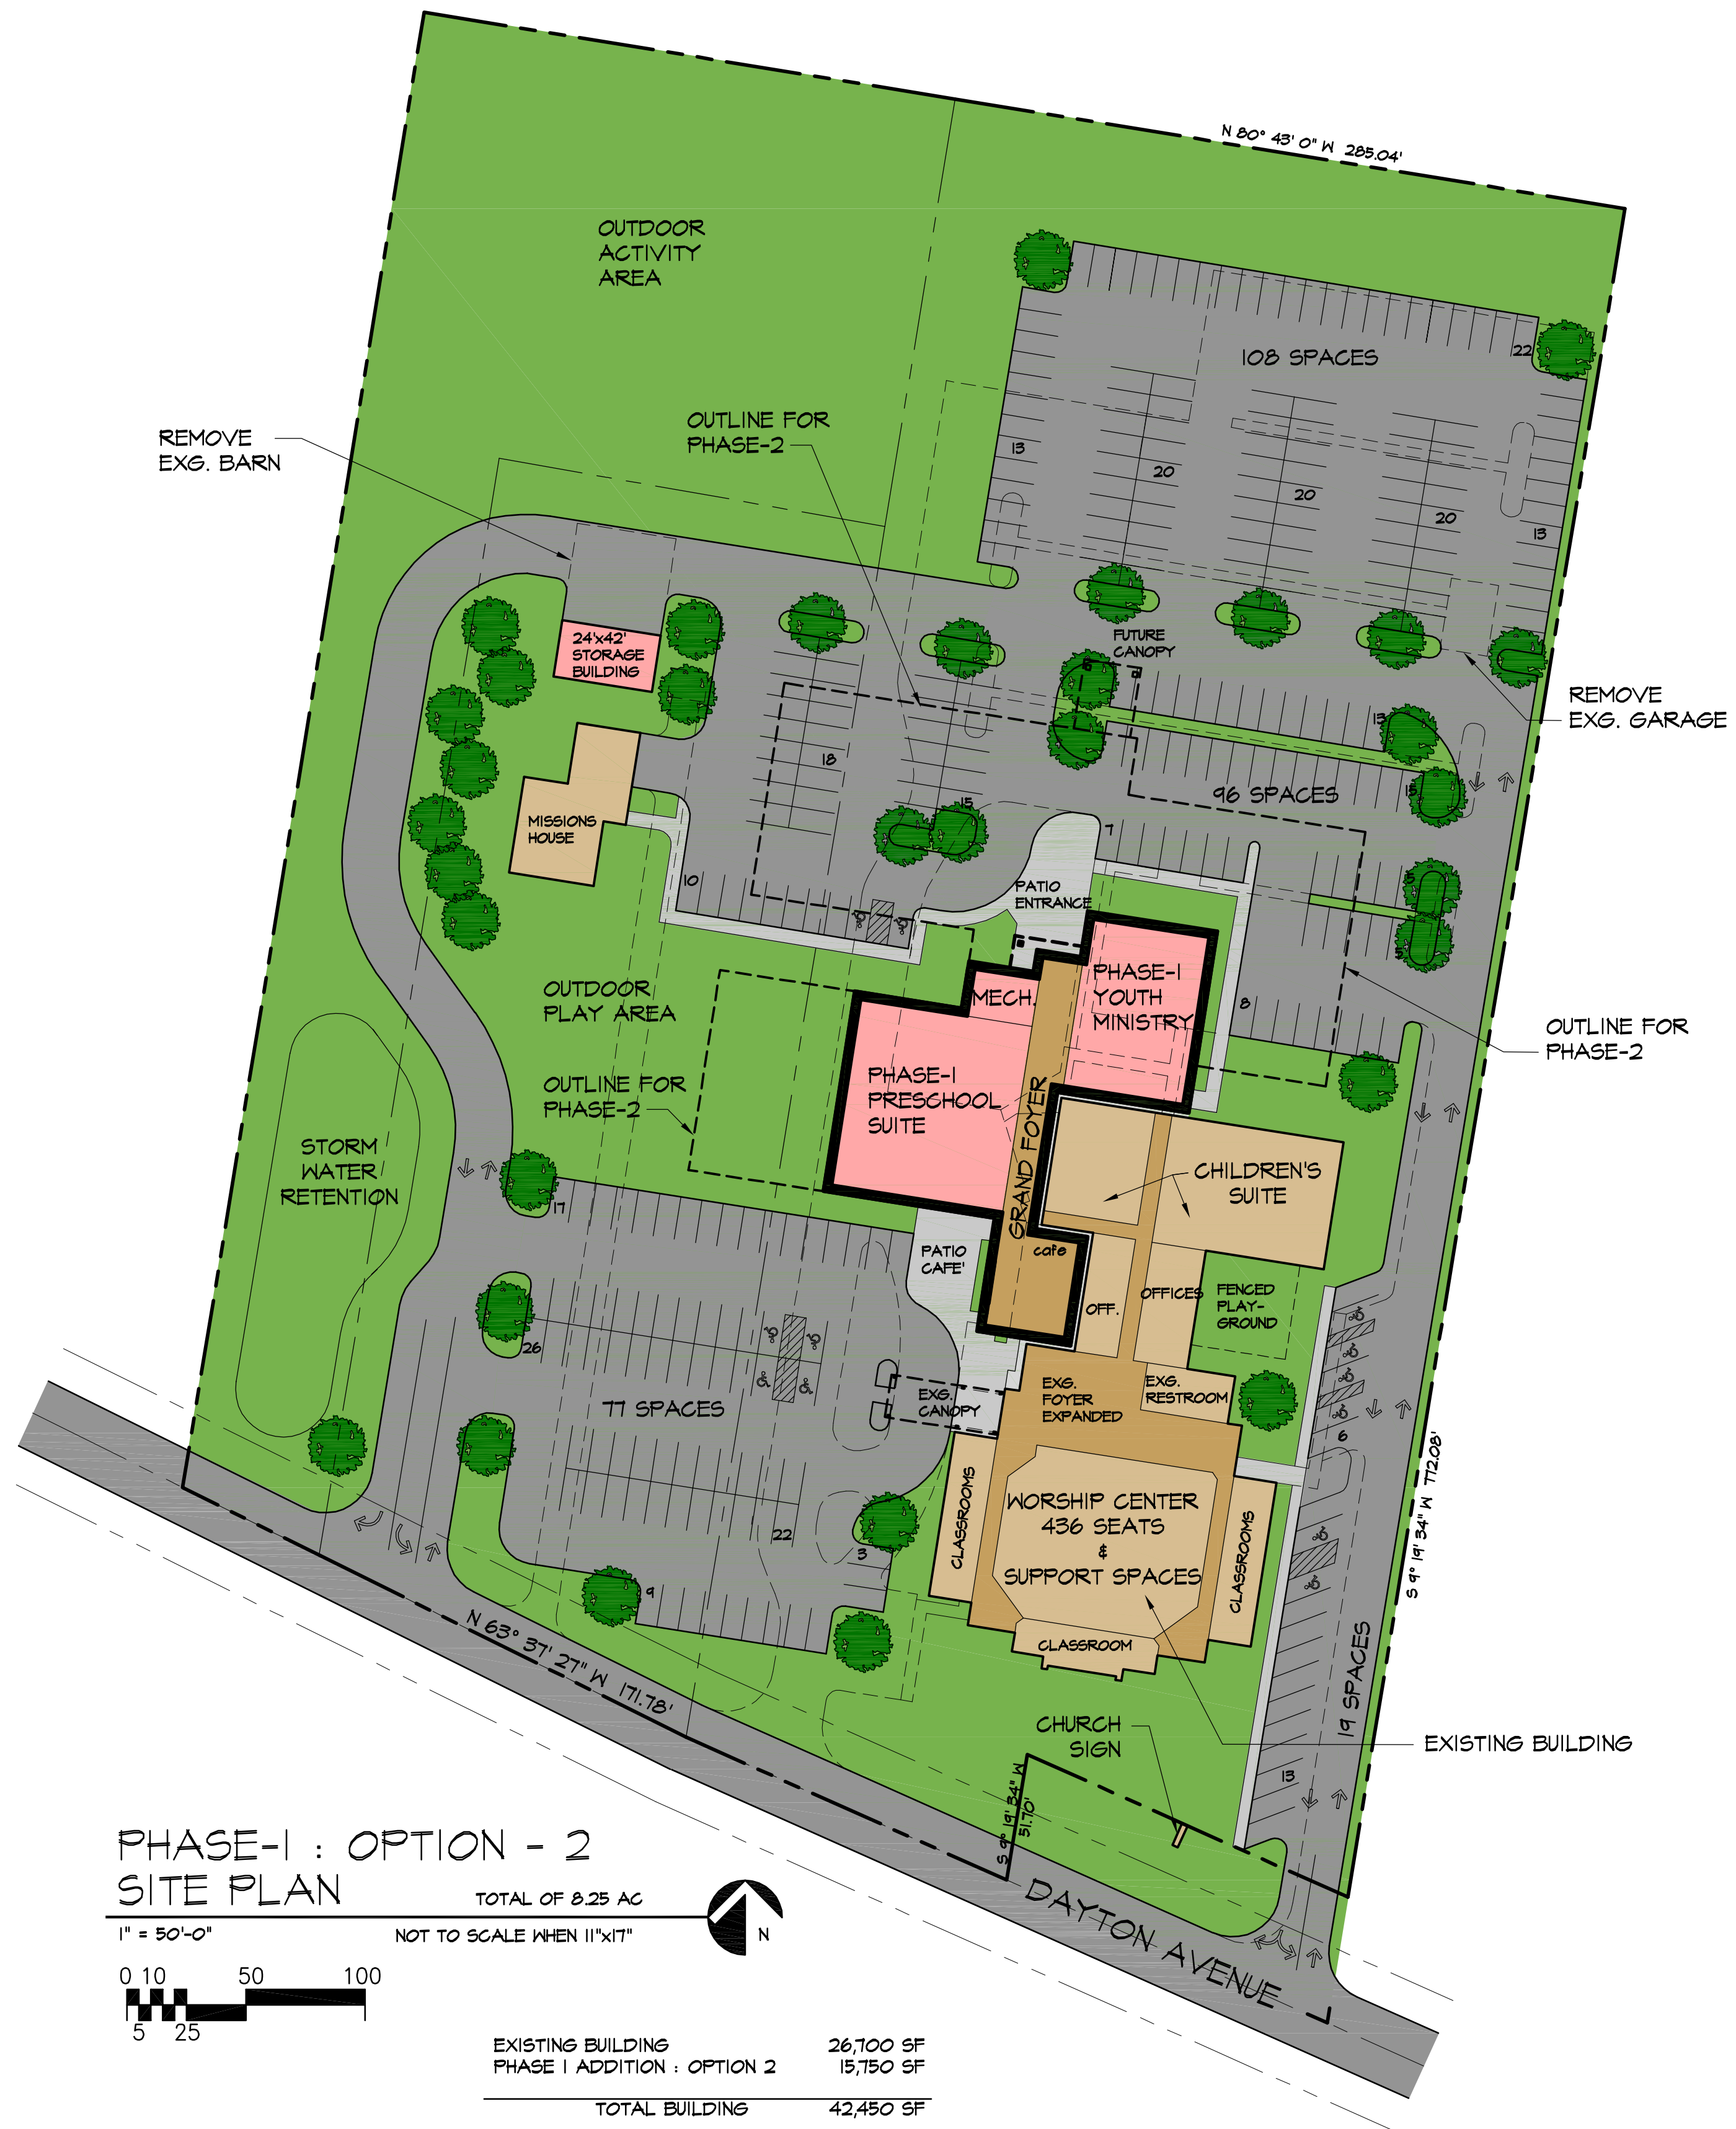 N 80° 43' 0" W 285.04'
OUTDOOR
ACTIVITY
AREA
108 SPACES
22
OUTLINE FOR
PHASE-2
REMOVE
EXG. BARN
13
20
20
20
13
24'x42'
STORAGE
BUILDING
FUTURE
CANOPY
REMOVE
EXG. GARAGE
13
18
96 SPACES
13
15
MISSIONS
HOUSE
7
10
PATIO
ENTRANCE
5
5
OUTDOOR
PLAY AREA
MECH.
PHASE-1
YOUTH
MINISTRY
8
OUTLINE FOR
PHASE-2
OUTLINE FOR
PHASE-2
PHASE-1
PRESCHOOL
SUITE
GRAND FOYER
STORM
WATER
RETENTION
CHILDREN'S
SUITE
17
PATIO
CAFE'
cafe
OFF.
OFFICES
FENCED
PLAY-
GROUND
26
77 SPACES
EXG.
CANOPY
EXG.
FOYER
EXPANDED
EXG.
RESTROOM
6
S 9° 19' 34" W 772.08'
WORSHIP CENTER
436 SEATS
&
SUPPORT SPACES
CLASSROOMS
CLASSROOMS
22
3
9
CLASSROOM
N 63° 37' 27" W 171.78'
19 SPACES
CHURCH
SIGN
EXISTING BUILDING
13
S 9° 19' 34" W
51.70'
DAYTON AVENUE
PHASE-1 : OPTION - 2
SITE PLAN
TOTAL OF 8.25 AC
1" = 50'-0"
NOT TO SCALE WHEN 11"x17"
N
0 10 50 100
5 25
EXISTING BUILDING 26,700 SF
PHASE 1 ADDITION : OPTION 2 15,750 SF
TOTAL BUILDING 42,450 SF